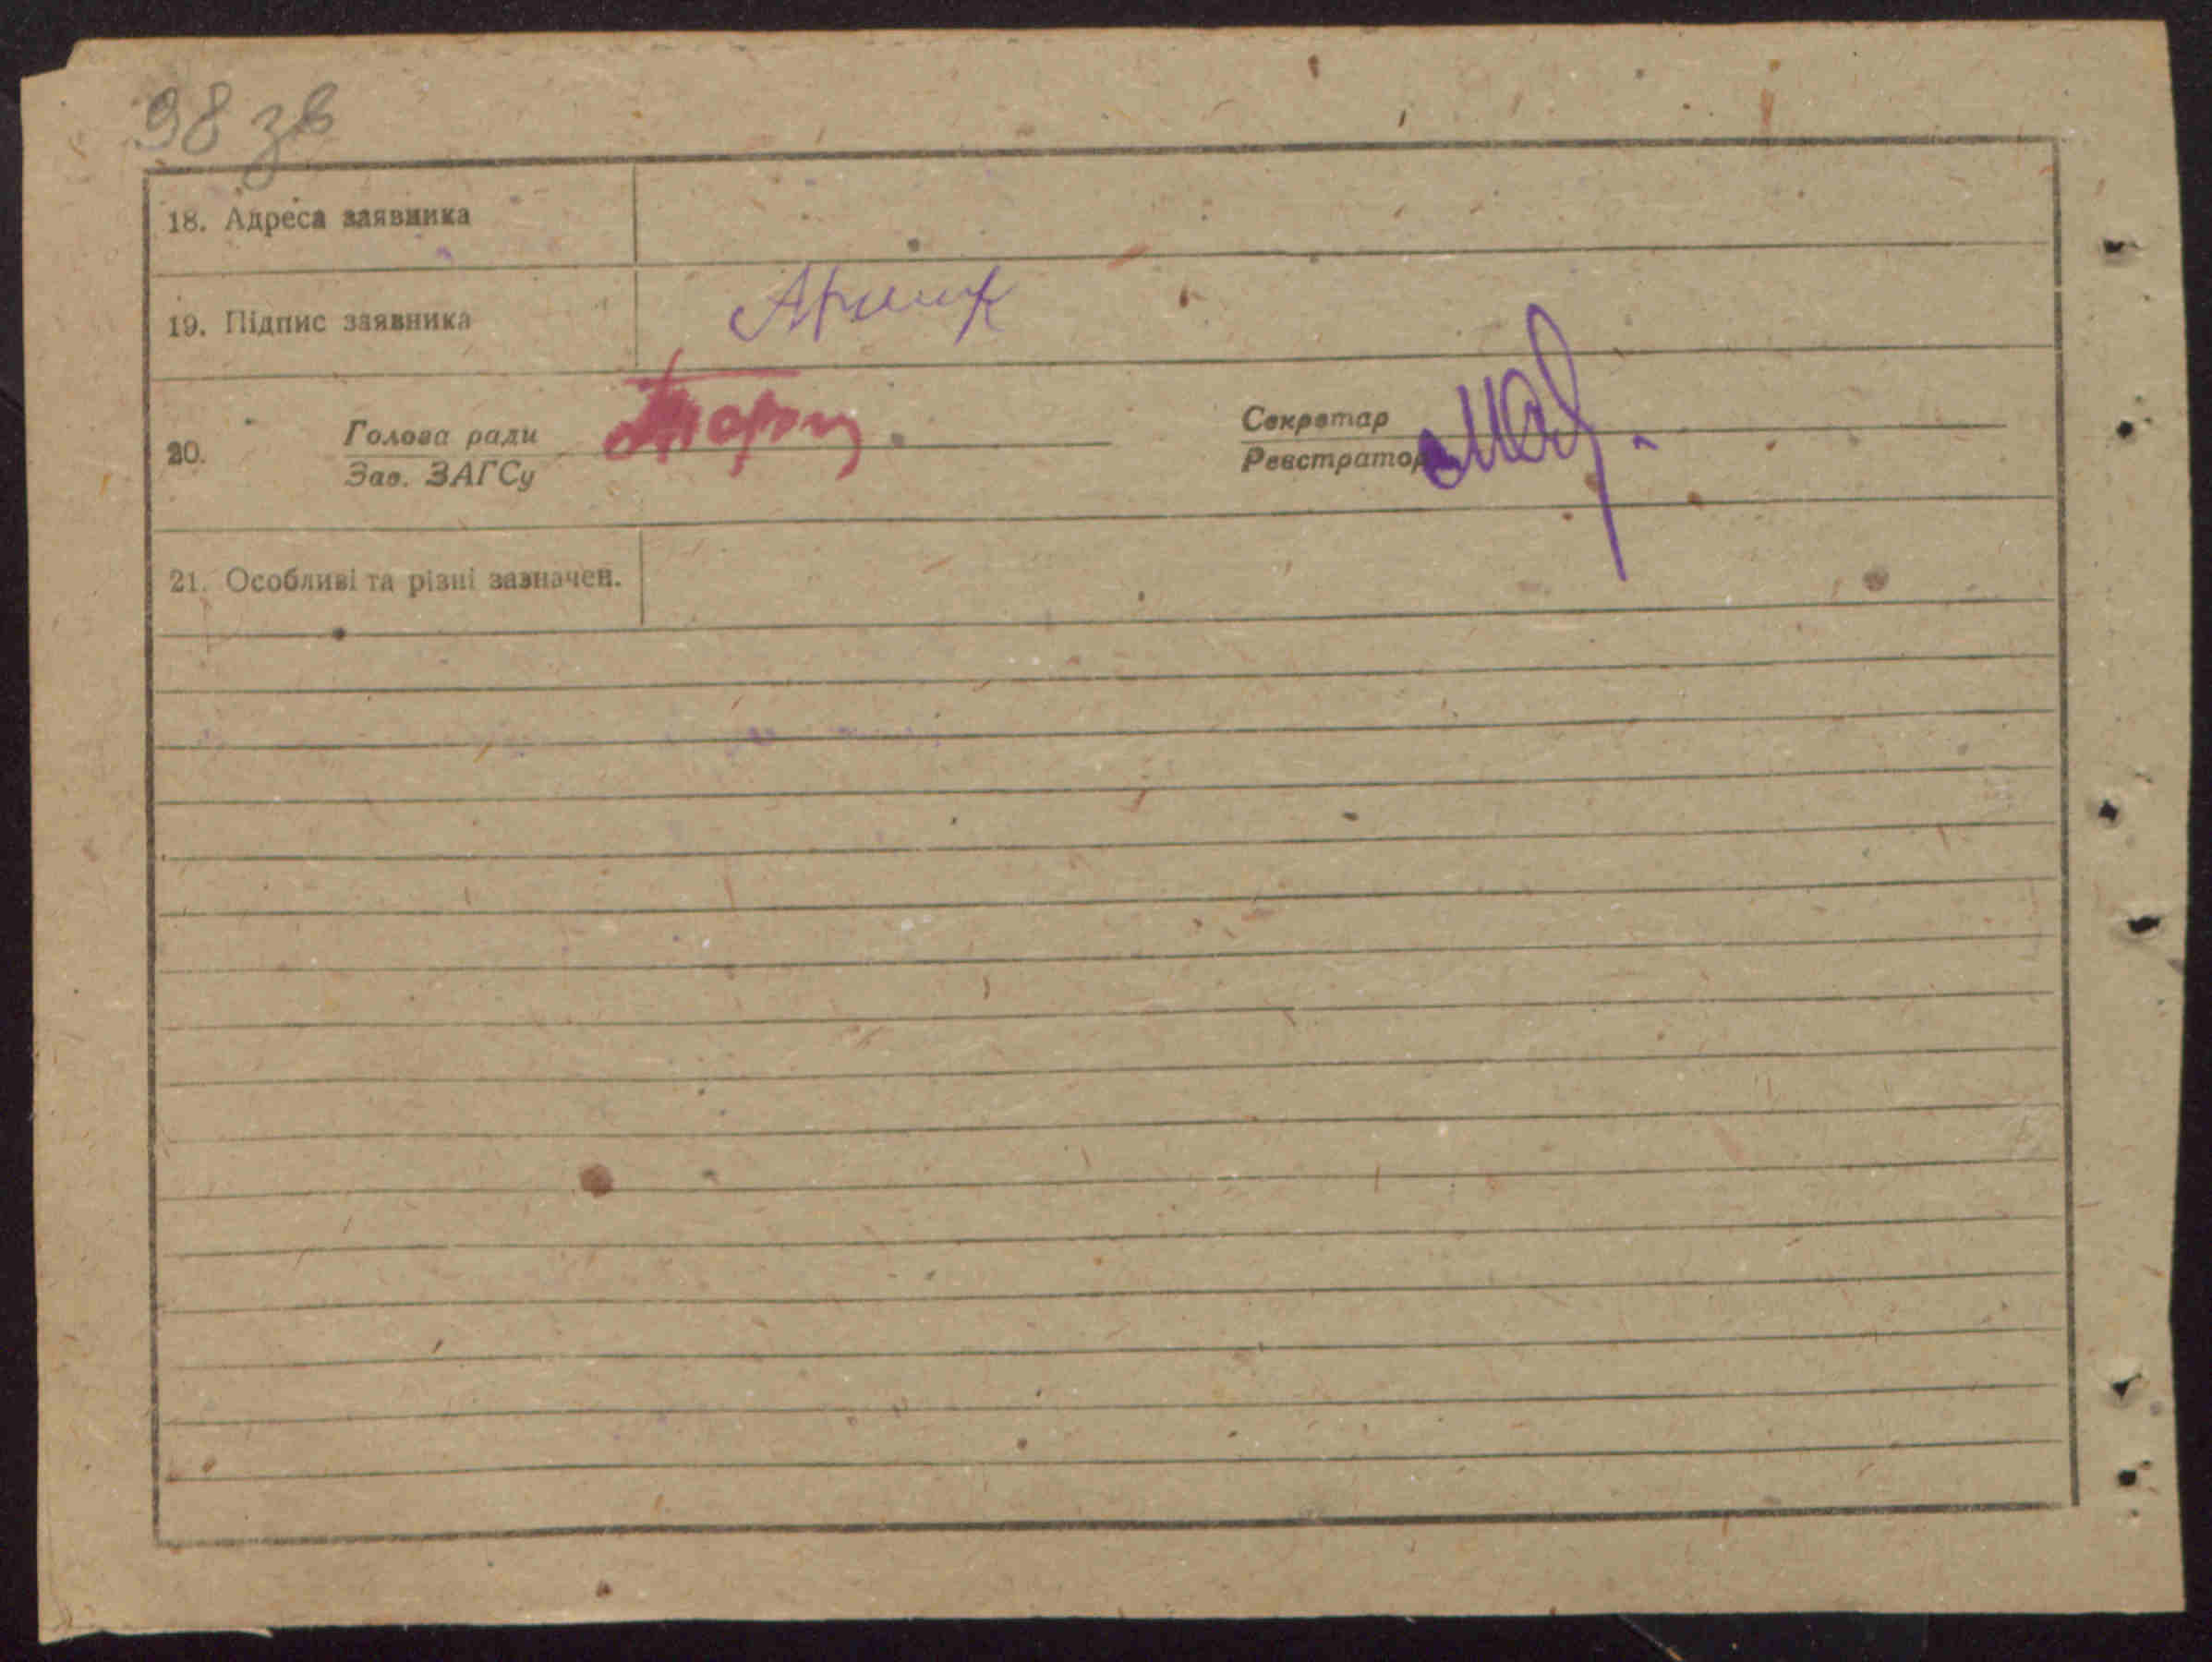 98 зв
18. Адреса заявника
19. Підпис заявника
20. Голова ради Секретар
Зав. ЗАГСу Реєстратор
21. Особливі та різні зазначен.